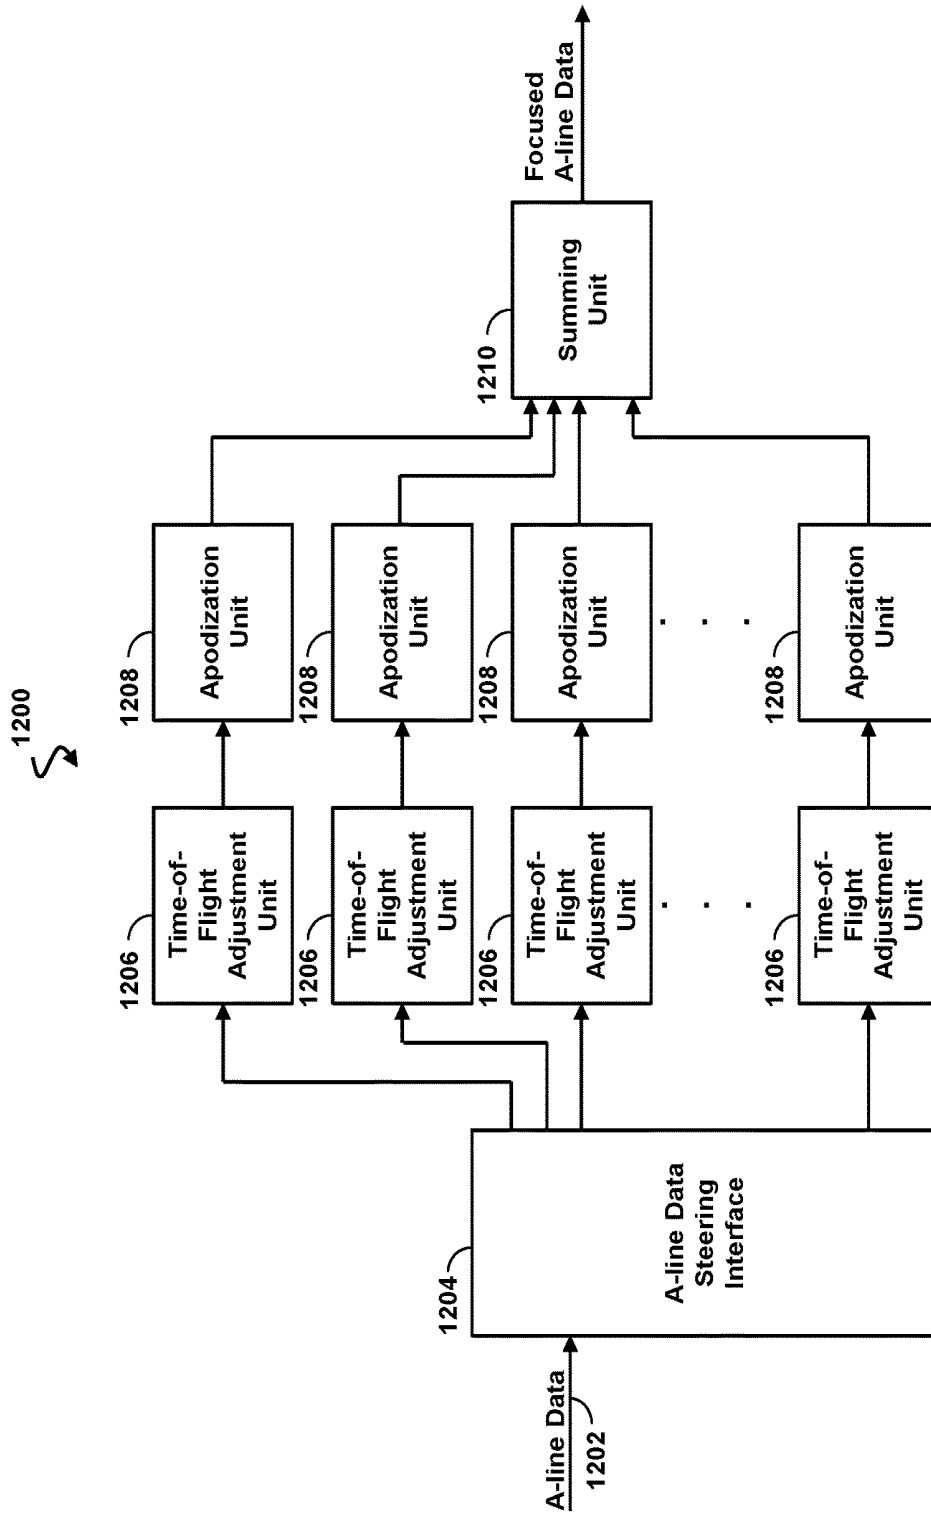 1200
A-line Data
1202
1204
A-line Data
Steering
Interface
1206
Time-of-
Flight
Adjustment
Unit
1208
Apodization
Unit
1206
Time-of-
Flight
Adjustment
Unit
1208
Apodization
Unit
1206
Time-of-
Flight
Adjustment
Unit
1208
Apodization
Unit
. . .
. . .
1206
Time-of-
Flight
Adjustment
Unit
1208
Apodization
Unit
1210
Summing
Unit
Focused
A-line Data